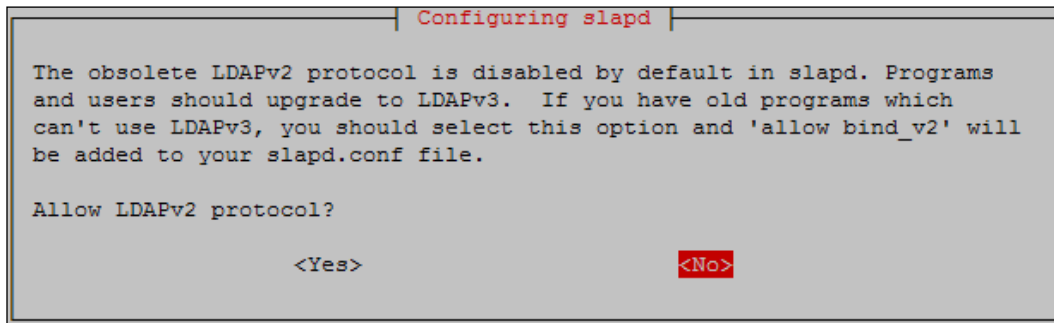 Configuring slapd
The obsolete LDAPv2 protocol is disabled by default in slapd. Programs
and users should upgrade to LDAPv3.  If you have old programs which
can't use LDAPv3, you should select this option and 'allow bind_v2' will
be added to your slapd.conf file.
Allow LDAPv2 protocol?
<Yes> <No>